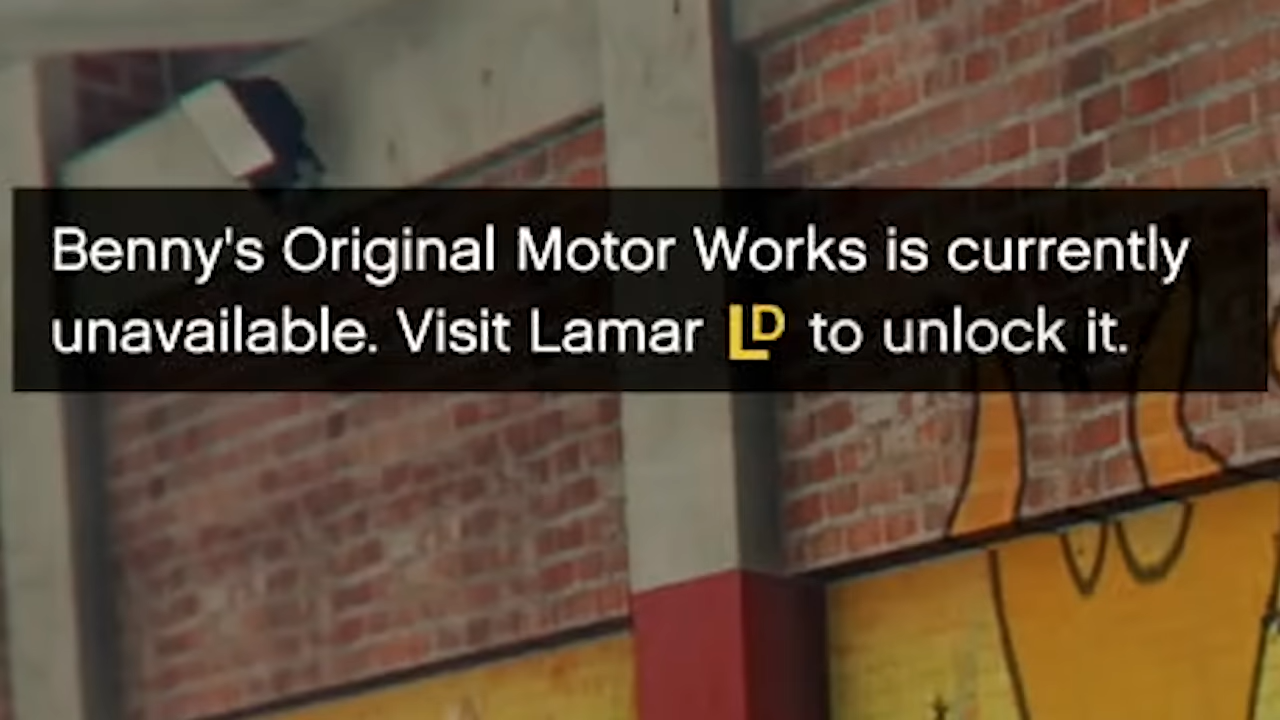 Benny's Original Motor Works is currently
unavailable. Visit Lamar LD to unlock it.